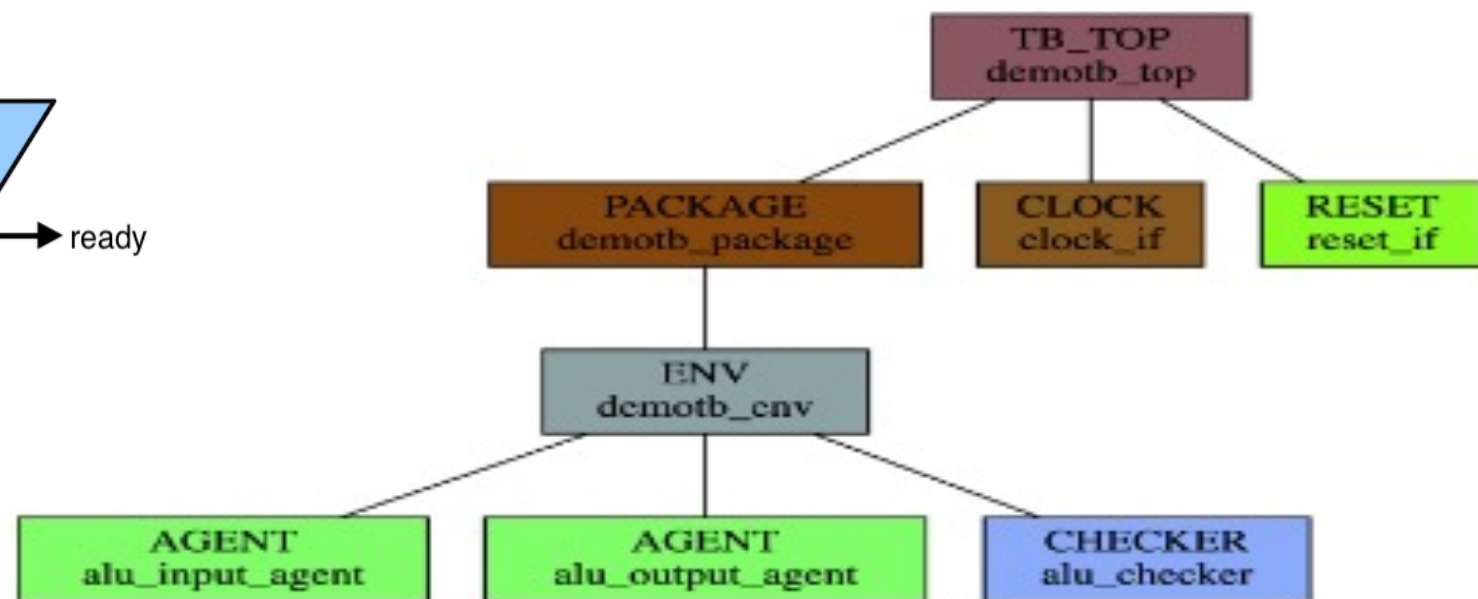 TB_TOP
demotb_top
ready
PACKAGE
demotb_package
CLOCK
clock_if
RESET
reset_if
ENV
demotb_env
AGENT
alu_input_agent
AGENT
alu_output_agent
CHECKER
alu_checker